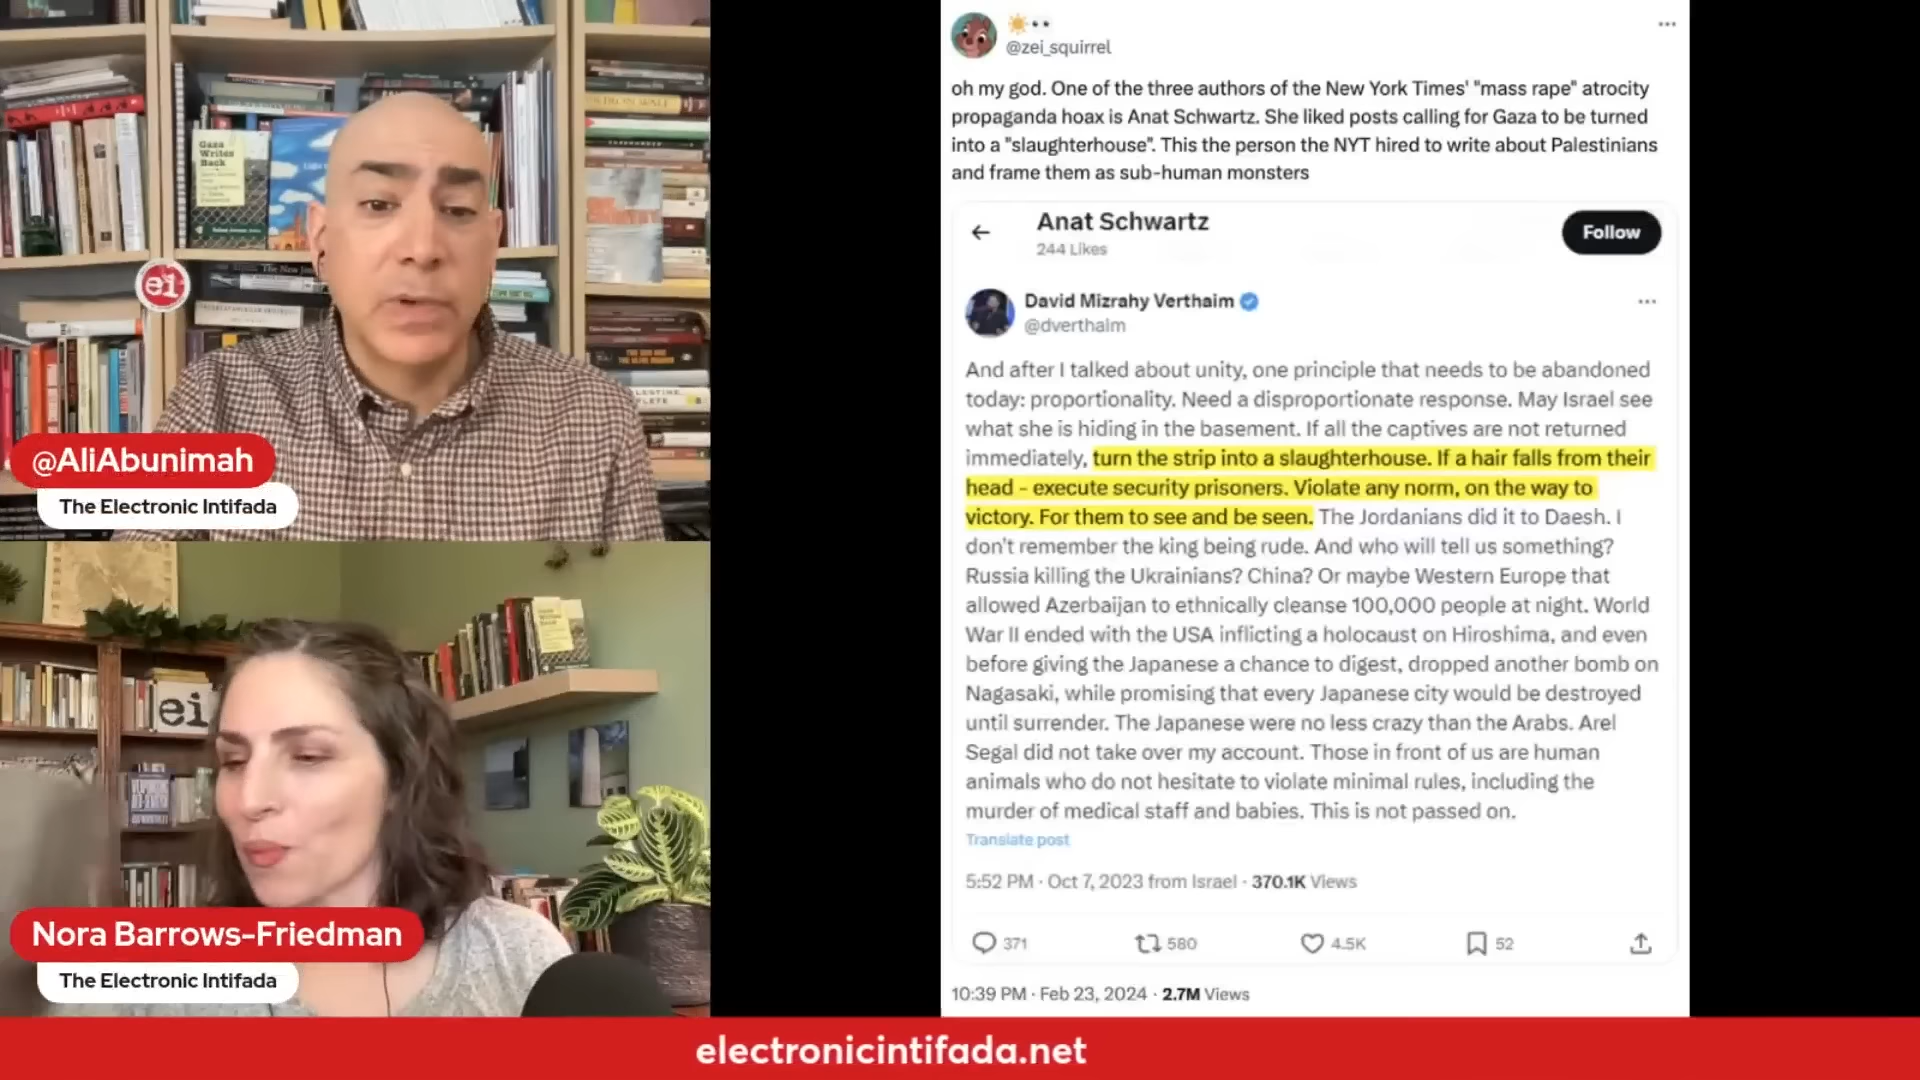 Gaza
Writes
Back
ei
@AliAbunimah
The Electronic Intifada
ei
Nora Barrows-Friedman
The Electronic Intifada
@zei_squirrel
oh my god. One of the three authors of the New York Times' "mass rape" atrocity
propaganda hoax is Anat Schwartz. She liked posts calling for Gaza to be turned
into a "slaughterhouse". This the person the NYT hired to write about Palestinians
and frame them as sub-human monsters
Anat Schwartz
244 Likes
Follow
David Mizrahy Verthaim
@dverthaim
And after I talked about unity, one principle that needs to be abandoned
today: proportionality. Need a disproportionate response. May Israel see
what she is hiding in the basement. If all the captives are not returned
immediately, turn the strip into a slaughterhouse. If a hair falls from their
head - execute security prisoners. Violate any norm, on the way to
victory. For them to see and be seen. The Jordanians did it to Daesh. I
don't remember the king being rude. And who will tell us something?
Russia killing the Ukrainians? China? Or maybe Western Europe that
allowed Azerbaijan to ethnically cleanse 100,000 people at night. World
War II ended with the USA inflicting a holocaust on Hiroshima, and even
before giving the Japanese a chance to digest, dropped another bomb on
Nagasaki, while promising that every Japanese city would be destroyed
until surrender. The Japanese were no less crazy than the Arabs. Arel
Segal did not take over my account. Those in front of us are human
animals who do not hesitate to violate minimal rules, including the
murder of medical staff and babies. This is not passed on.
Translate post
5:52 PM · Oct 7, 2023 from Israel · 370.1K Views
371
580
4.5K
52
10:39 PM · Feb 23, 2024 · 2.7M Views
electronicintifada.net